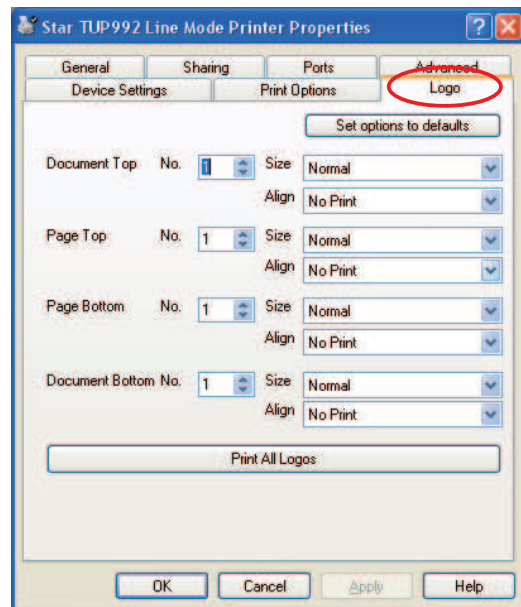 Star TUP992 Line Mode Printer Properties
General Sharing Ports Advanced
Device Settings Print Options Logo
Set options to defaults
Document Top No. 1 Size Normal
Align No Print
Page Top No. 1 Size Normal
Align No Print
Page Bottom No. 1 Size Normal
Align No Print
Document Bottom No. 1 Size Normal
Align No Print
Print All Logos
OK Cancel Apply Help